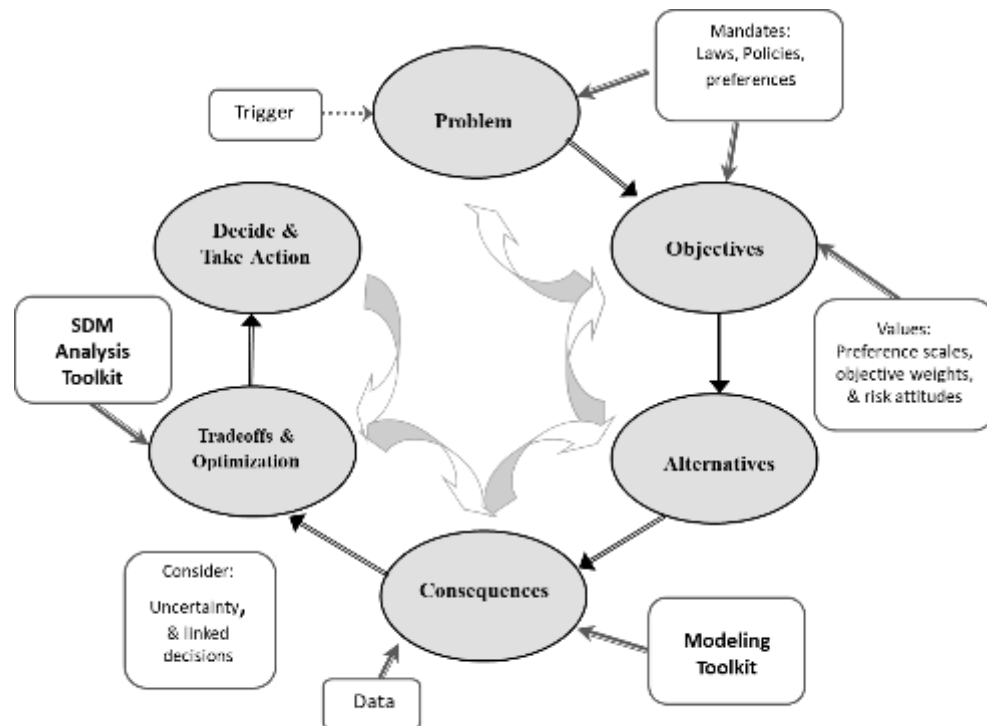 Mandates:
Laws, Policies,
preferences
Trigger
Problem
Decide &
Take Action
Objectives
SDM
Analysis
Toolkit
Values:
Preference scales,
objective weights,
& risk attitudes
Tradeoffs &
Optimization
Alternatives
Consider:
Uncertainty,
& linked
decisions
Consequences
Modeling
Toolkit
Data